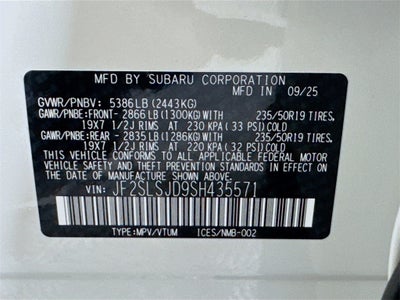 MFD BY SUBARU CORPORATION
MFD IN 09/25
GVWR/PNBV: 5386LB (2443KG)
GAWR/PNBE:FRONT- 2866LB (1300KG)WITH 235/50R19 TIRES,
19X7 1/2J RIMS AT 230 KPA (33 PSI)COLD
GAWR/PNBE:REAR - 2835LB (1286KG)WITH 235/50R19 TIRES,
19X7 1/2J RIMS AT 220 KPA (32 PSI)COLD
THIS VEHICLE CONFORMS TO ALL APPLICABLE FEDERAL
MOTOR VEHICLE SAFETY, BUMPER, AND THEFT PREVENTION
STANDARDS IN EFFECT ON THE DATE OF MANUFACTURE
SHOWN ABOVE.
VIN: JF2SLSJD9SH435571
TYPE:MPV/VTUM ICES/NMB-002